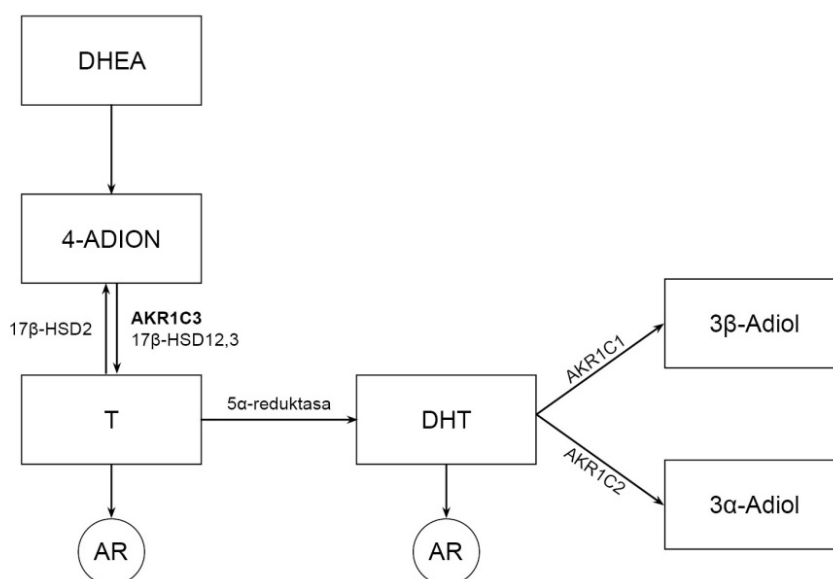 DHEA
4-ADION
17β-HSD2
AKR1C3
17β-HSD12,3
T
5α-reduktasa
DHT
AKR1C1
AKR1C2
3β-Adiol
3α-Adiol
AR
AR